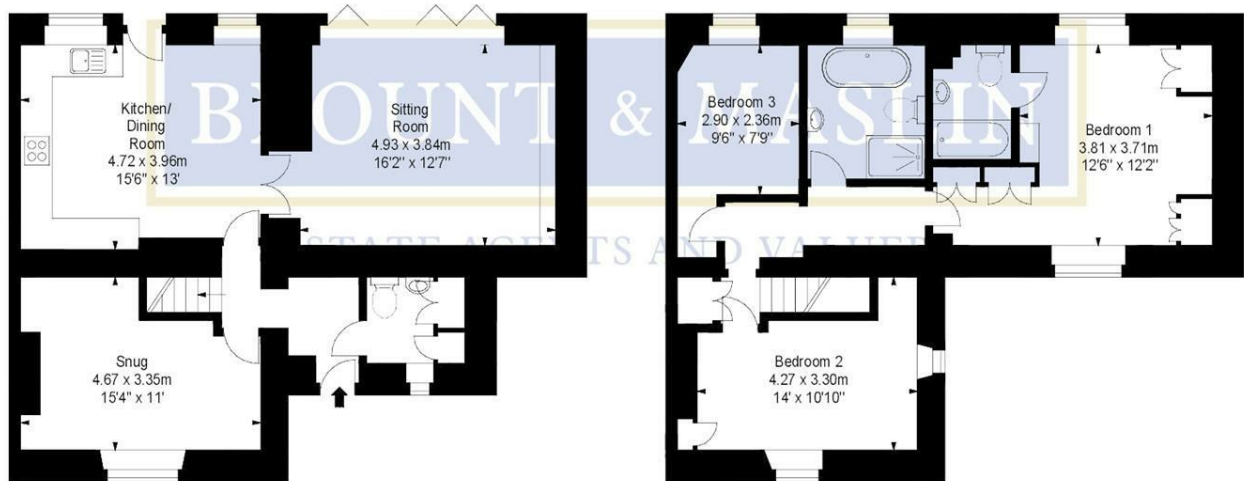 BLOUNT & MASLIN
ESTATE AGENTS AND VALUERS
Kitchen/
Dining
Room
4.72 x 3.96m
15'6" x 13'
Sitting
Room
4.93 x 3.84m
16'2" x 12'7"
Snug
4.67 x 3.35m
15'4" x 11'
Bedroom 3
2.90 x 2.36m
9'6" x 7'9"
Bedroom 1
3.81 x 3.71m
12'6" x 12'2"
Bedroom 2
4.27 x 3.30m
14' x 10'10"